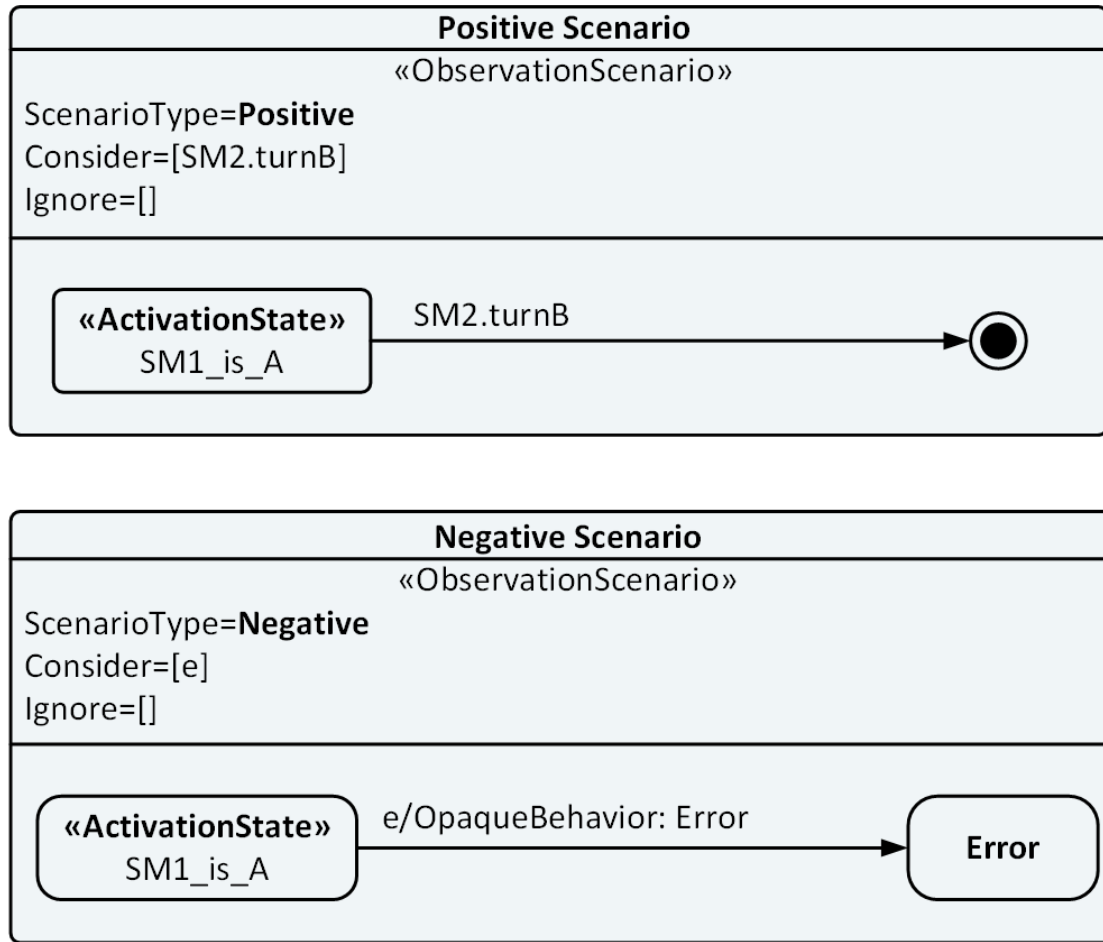 Positive Scenario
«ObservationScenario»
ScenarioType=Positive
Consider=[SM2.turnB]
Ignore=[]
«ActivationState»
SM1_is_A
SM2.turnB
Negative Scenario
«ObservationScenario»
ScenarioType=Negative
Consider=[e]
Ignore=[]
«ActivationState»
SM1_is_A
e/OpaqueBehavior: Error
Error